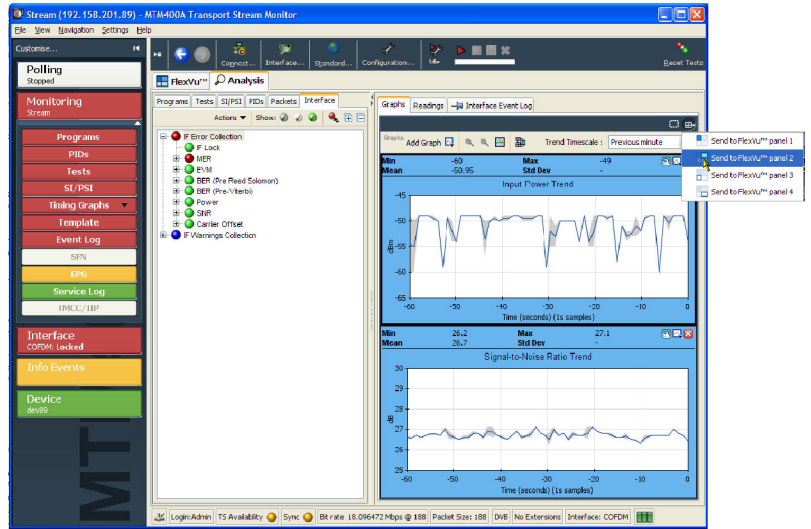 Stream (192.158.201.89) - MTM400A Transport Stream Monitor
File View Navigation Settings Help
Customise...
Polling
Stopped
Monitoring
Stream
Programs
PIDs
Tests
SI/PSI
Timing Graphs
Template
Event Log
SFN
EPG
Service Log
Interface
COFDM: Locked
Info Events
Device
dev89
MT
Connect... Interface... Standard... Configuration... Idle
Reset Tests
FlexVu™ Analysis
Programs Tests SI/PSI PIDs Packets Interface
Actions Show:
IF Error Collection
IF Lock
MER
EVM
BER (Pre Reed Solomon)
BER (Pre-Viterbi)
Power
SNR
Carrier Offset
IF Warnings Collection
Graphs Readings Interface Event Log
Graphs Add Graph Trend Timescale : Previous minute
Send to FlexVu™ panel 1
Send to FlexVu™ panel 2
Send to FlexVu™ panel 3
Send to FlexVu™ panel 4
Min -60 Max -49
Mean -50.95 Std Dev -
Input Power Trend
dBm
-45
-50
-55
-60
-65
-60 -50 -40 -30 -20 -10 0
Time (seconds) (1s samples)
Min 26.2 Max 27.1
Mean 26.7 Std Dev -
Signal-to-Noise Ratio Trend
dB
30
29
28
27
26
25
-60 -50 -40 -30 -20 -10 0
Time (seconds) (1s samples)
Login:Admin TS Availability Sync Bit rate 18.096472 Mbps @ 188 Packet Size: 188 DVB No Extensions Interface: COFDM